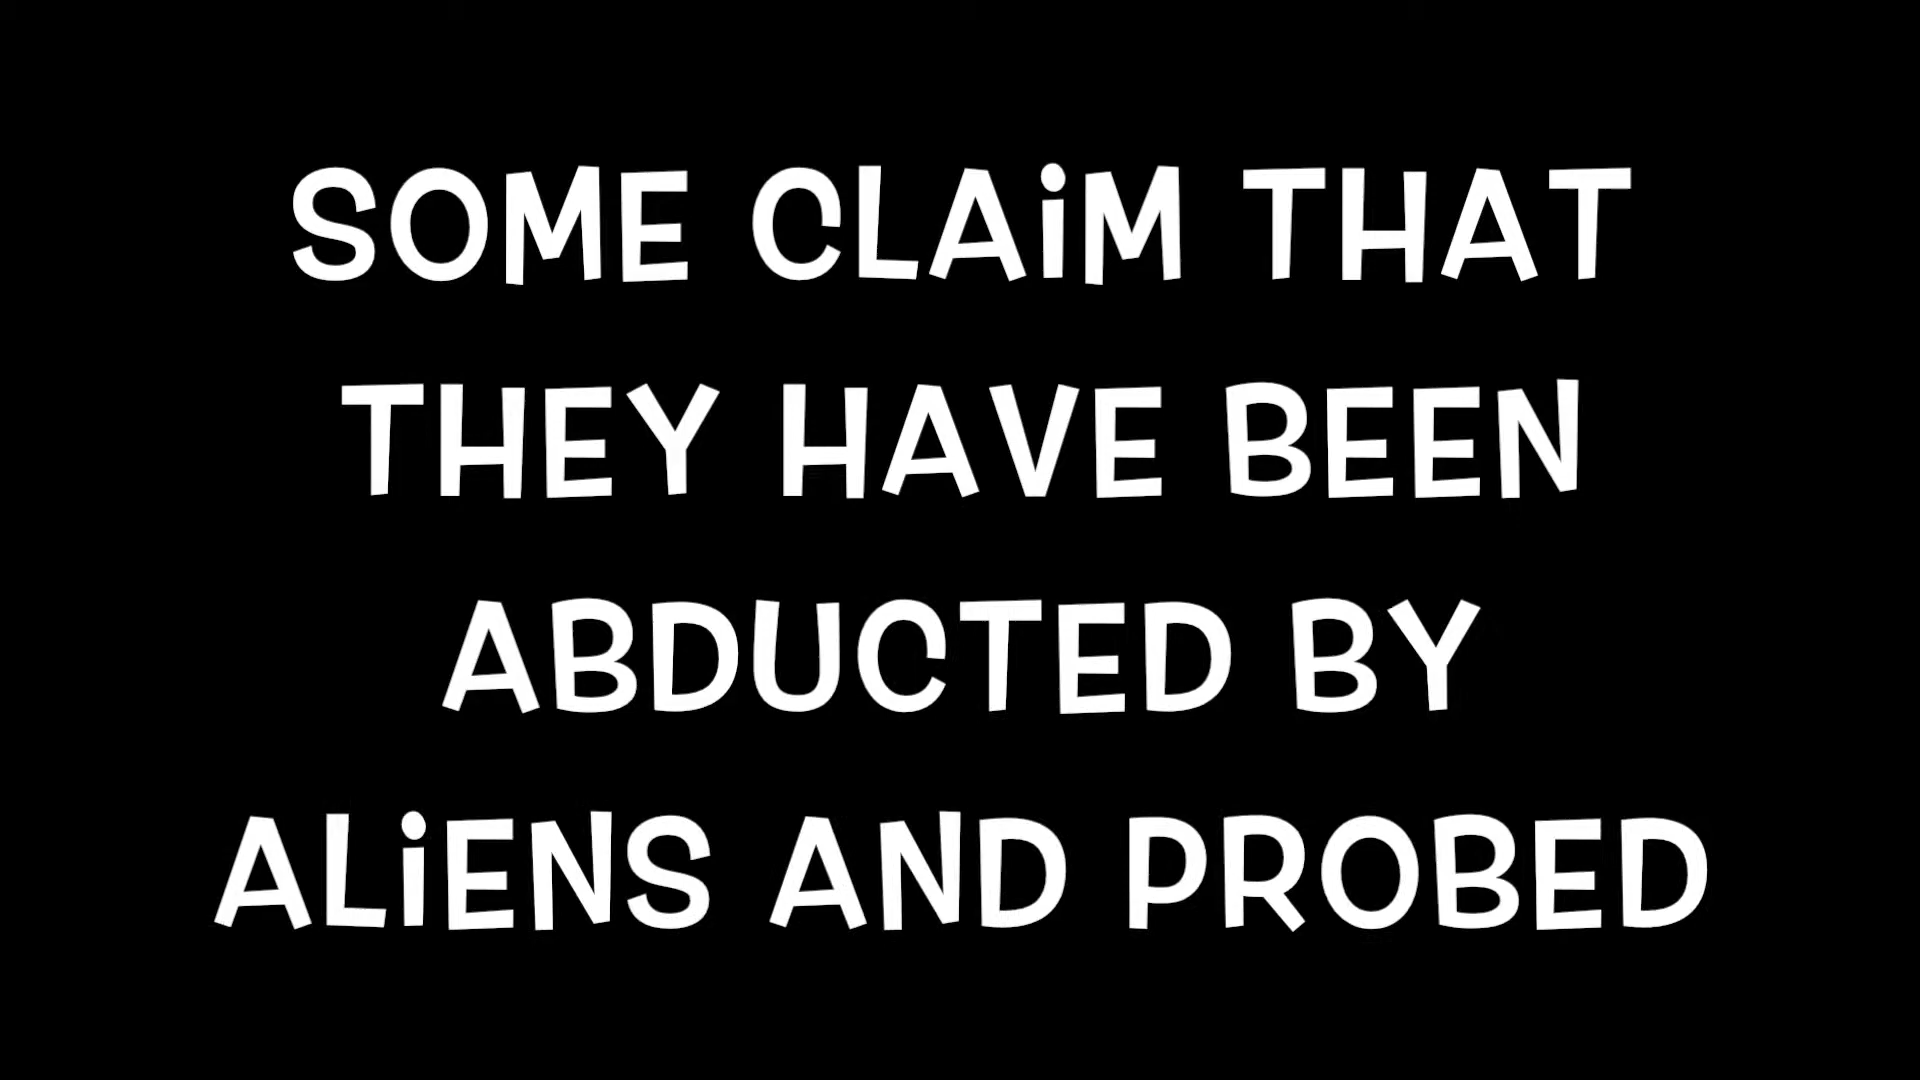 SOME CLAiM THAT
THEY HAVE BEEN
ABDUCTED BY
ALiENS AND PROBED